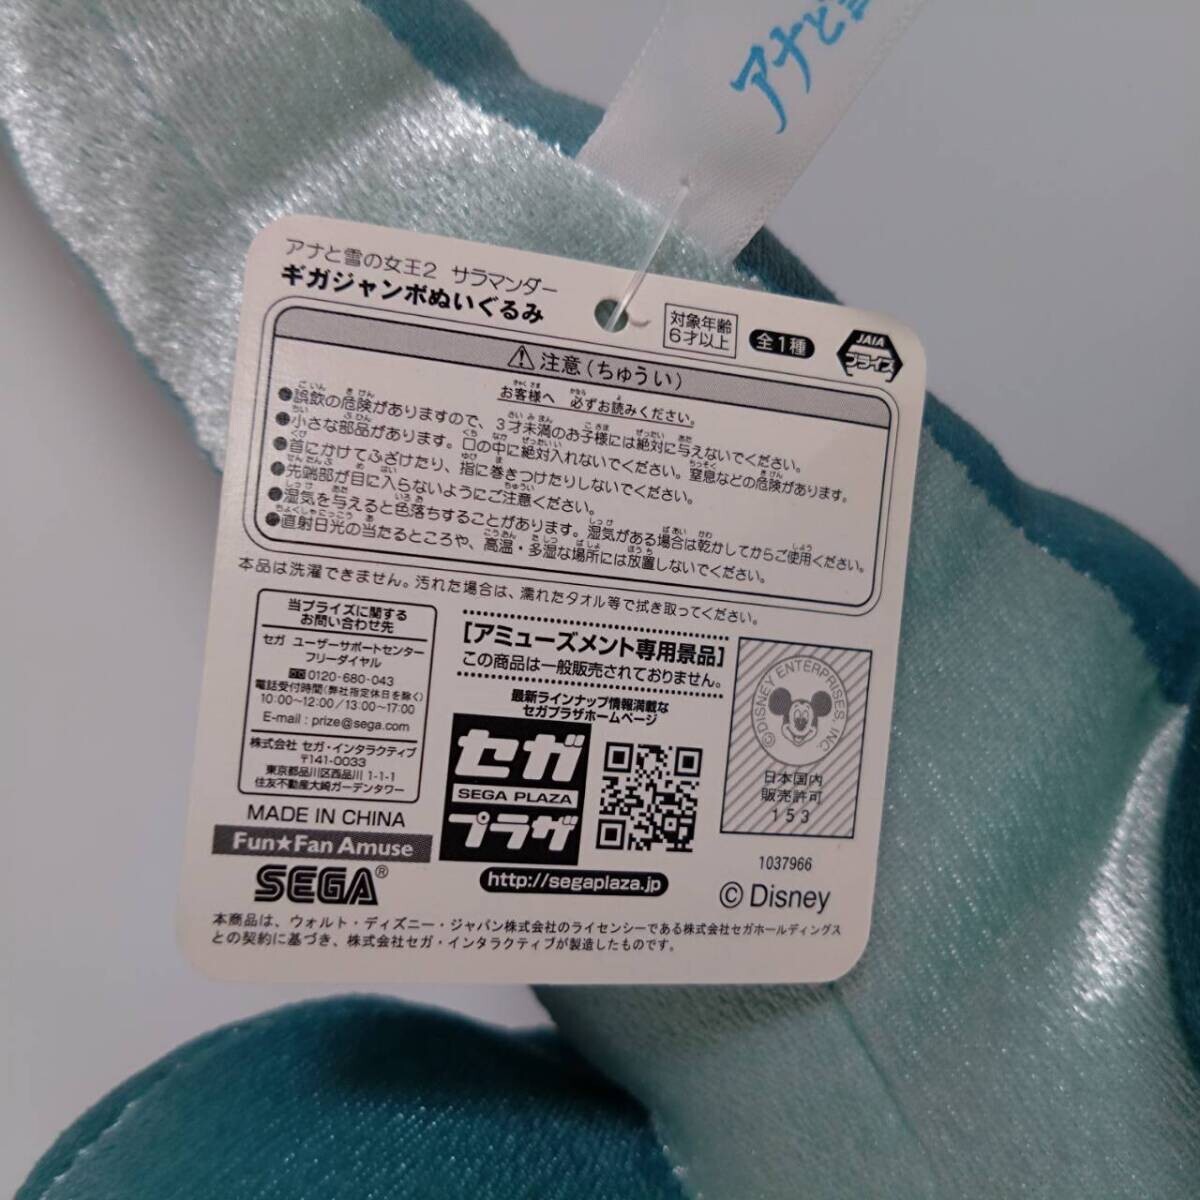 アナと
アナと雪の女王2 サラマンダー
ギガジャンボぬいぐるみ
対象年齢
6才以上
全1種
JAIA
プライズ
⚠注意(ちゅうい)
お客様へ 必ずお読みください。
●誤飲の危険がありますので、3才未満のお子様には絶対に与えないでください。
●小さな部品があります。口の中に絶対入れないでください。窒息などの危険があります。
●首にかけてふざけたり、指に巻きつけたりしないでください。
●先端部が目に入らないようにご注意ください。
●湿気を与えると色落ちすることがあります。湿気がある場合は乾かしてからご使用ください。
●直射日光の当たるところや、高温・多湿な場所には放置しないでください。
本品は洗濯できません。汚れた場合は、濡れたタオル等で拭き取ってください。
当プライズに関する
お問い合わせ先
セガ ユーザーサポートセンター
フリーダイヤル
0120-680-043
電話受付時間(弊社指定休日を除く)
10:00~12:00/13:00~17:00
E-mail : prize@sega.com
株式会社 セガ・インタラクティブ
〒141-0033
東京都品川区西品川 1-1-1
住友不動産大崎ガーデンタワー
MADE IN CHINA
Fun★Fan Amuse
SEGA®
[アミューズメント専用景品]
この商品は一般販売されておりません。
最新ラインナップ情報満載な
セガプラザホームページ
セガ
SEGA PLAZA
プラザ
http://segaplaza.jp
©DISNEY ENTERPRISES, INC.
日本国内
販売許可
153
1037966
© Disney
本商品は、ウォルト・ディズニー・ジャパン株式会社のライセンシーである株式会社セガホールディングス
との契約に基づき、株式会社セガ・インタラクティブが製造したものです。